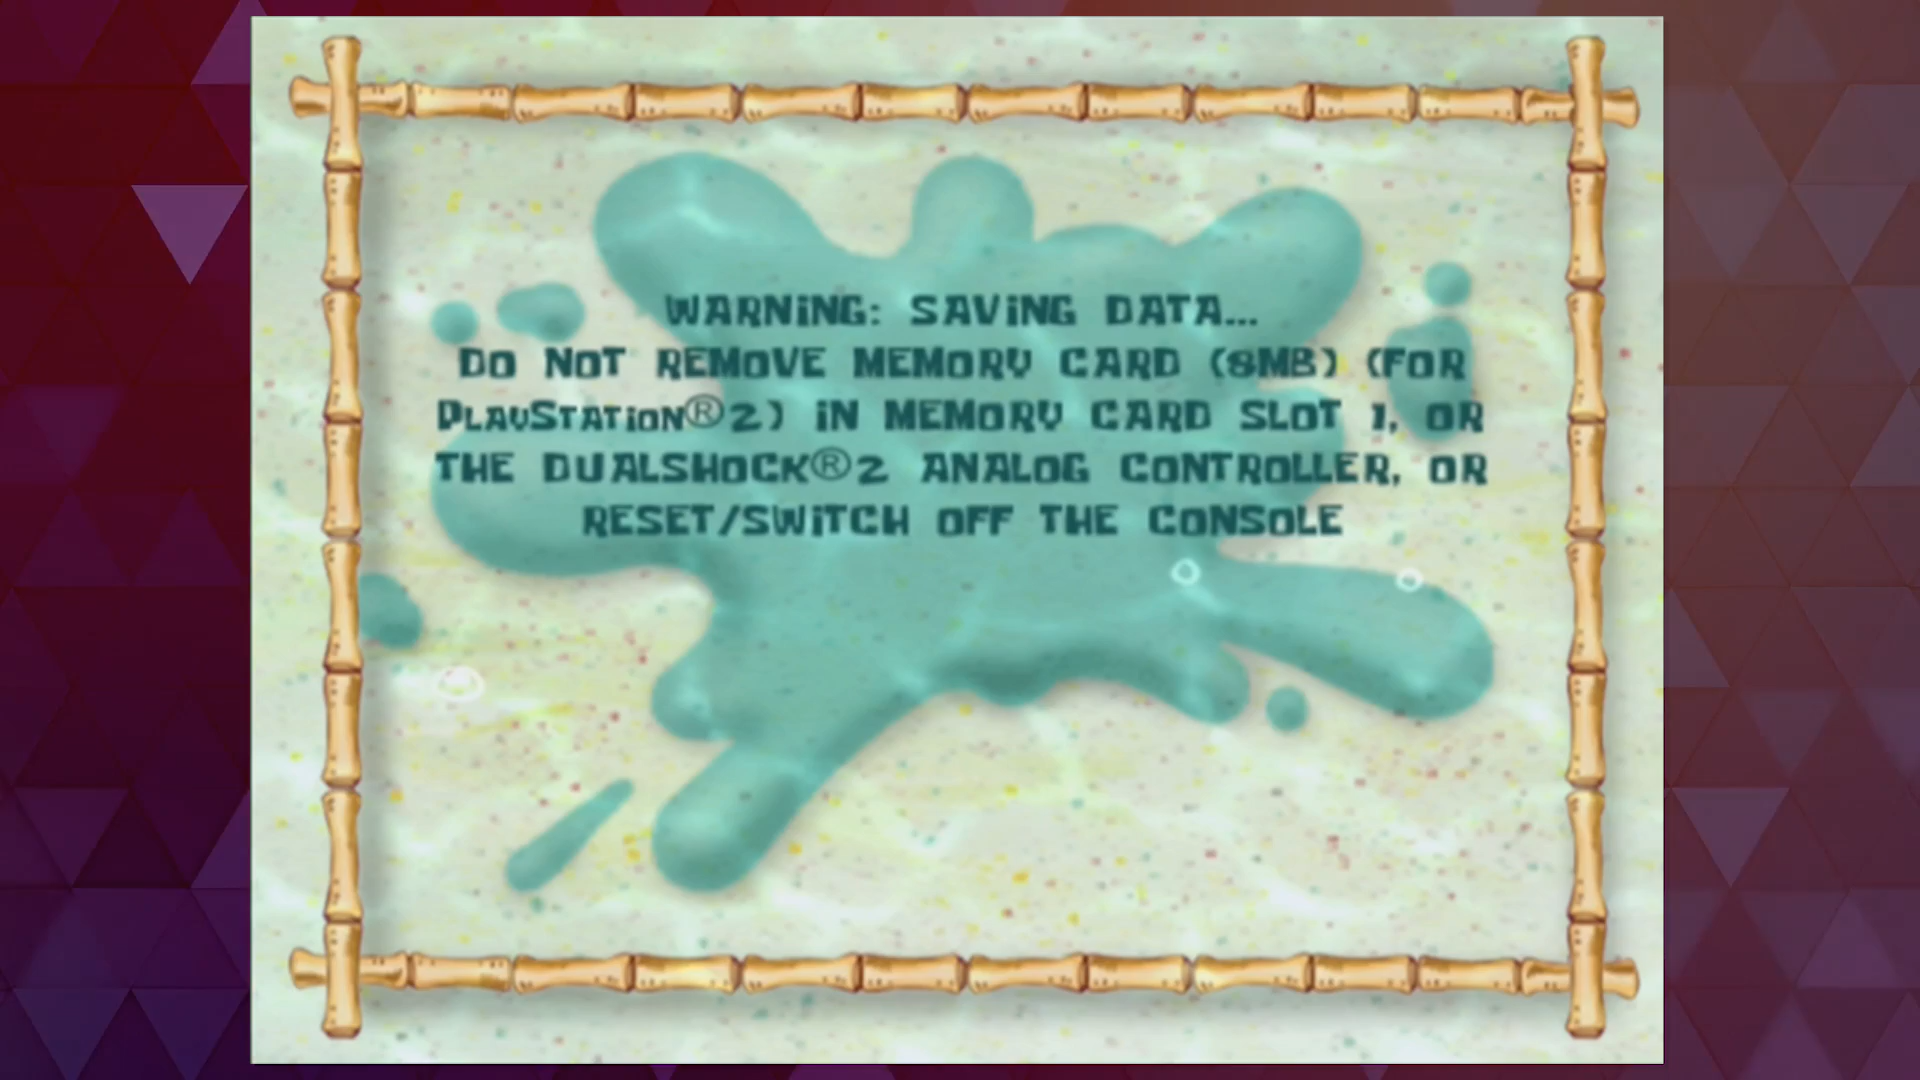 WARNiNG: SAViNG DATA...
DO NOT REMOVE MEMORY CARD (8MB) (FOR
PLAYSTATiON®2) iN MEMORY CARD SLOT 1, OR
THE DUALSHOCK®2 ANALOG CONTROLLER, OR
RESET/SWiTCH OFF THE CONSOLE